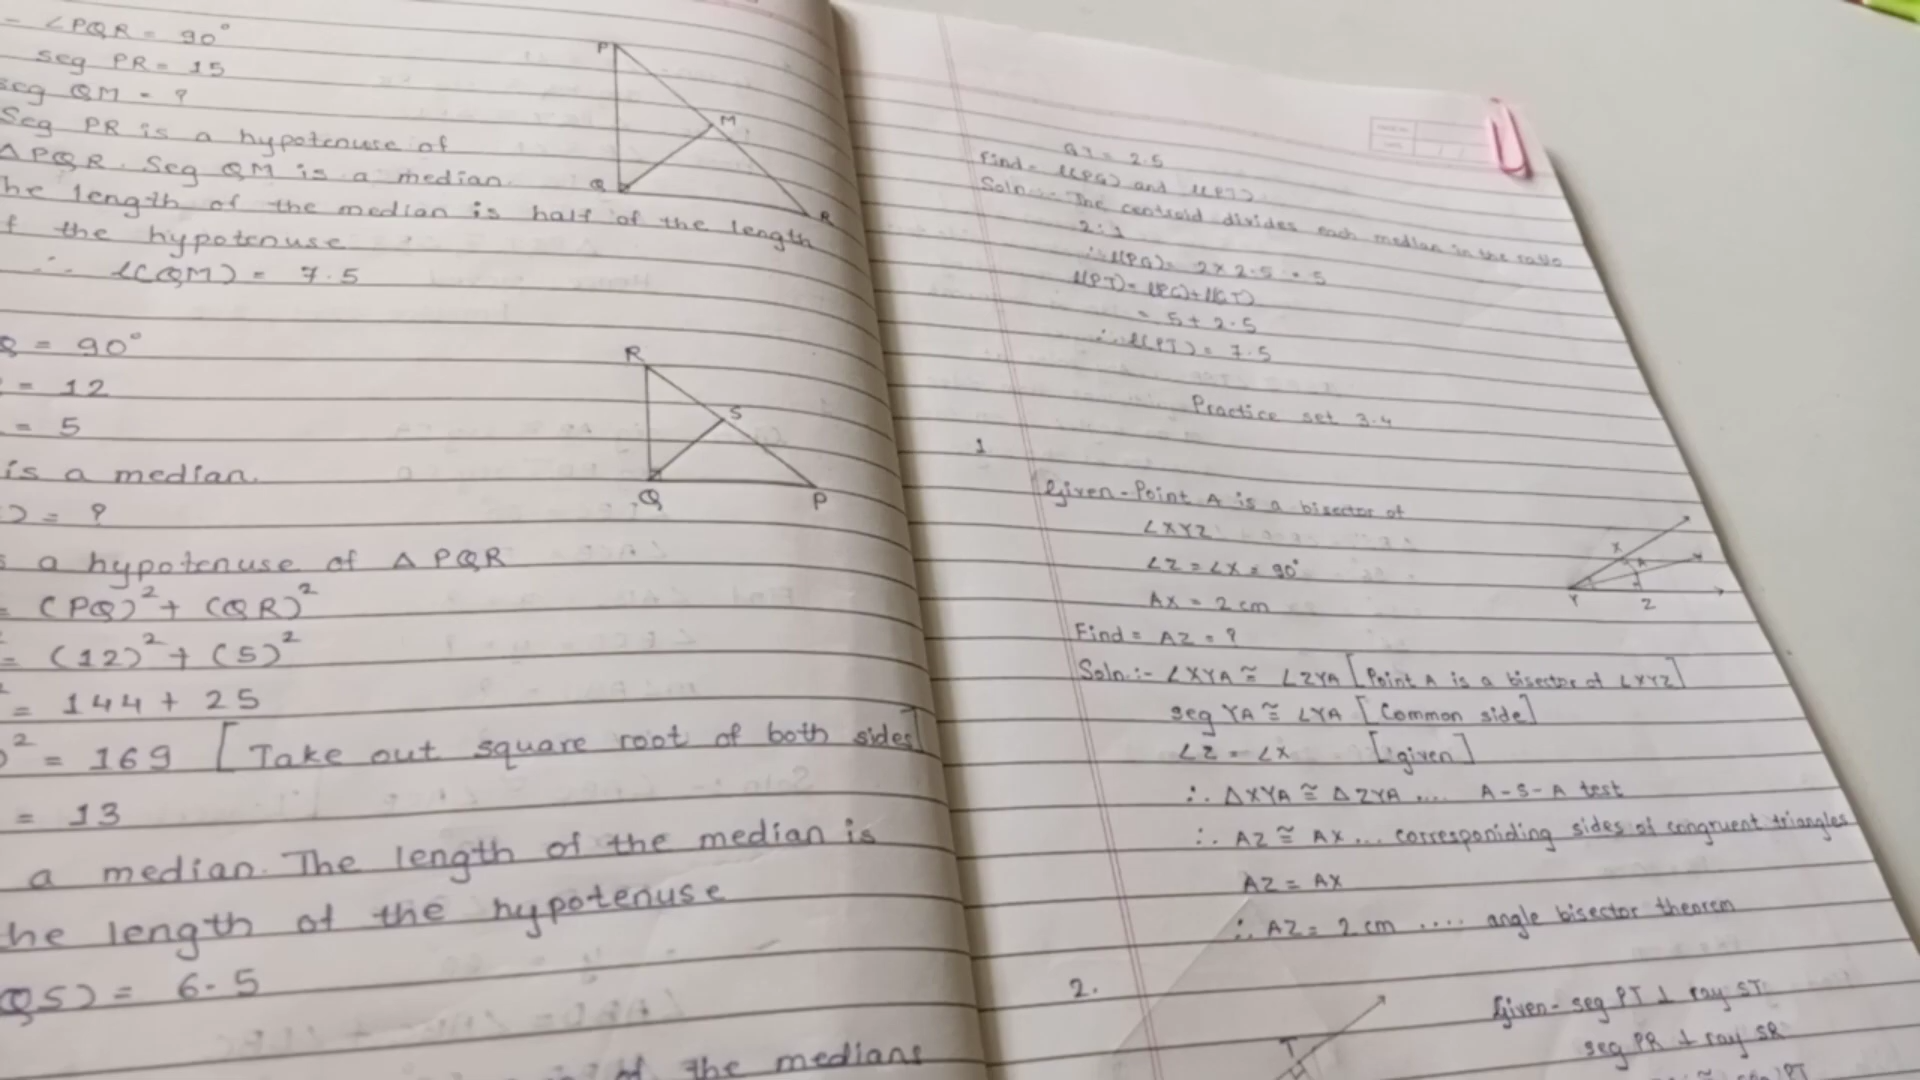 - ∠PQR = 90°
seg PR = 15
seg QM = ?
Seg PR is a hypotenuse of
△PQR. Seg QM is a median.
he length of the median is half of the length
f the hypotenuse
∴ l(QM) = 7.5
P
M
Q
R
Q = 90°
= 12
= 5
is a median.
) = ?
s a hypotenuse of △ PQR
= (PQ)² + (QR)²
= (12)² + (5)²
² = 144 + 25
)² = 169 [Take out square root of both sides]
= 13
a median. The length of the median is
he length of the hypotenuse
QS) = 6.5
of the medians
R
S
Q
P
GT = 2.5
Find = l(PG) and l(PT)
Soln:- The centroid divides each median in the ratio
2:1
∴ l(PG) = 2 x 2.5 = 5
l(PT) = l(PG) + l(GT)
= 5 + 2.5
∴ l(PT) = 7.5
Practice set 3.4
1
Given - Point A is a bisector of
∠XYZ
∠Z = ∠X = 90°
AX = 2 cm
Find = AZ = ?
Soln:- ∠XYA ≅ ∠ZYA [Point A is a bisector of ∠XYZ]
seg YA ≅ ∠YA [Common side]
∠Z = ∠X [given]
∴ △XYA ≅ △ZYA .... A-S-A test
∴ AZ ≅ AX ... corresponiding sides of congruent triangles
AZ = AX
∴ AZ = 2 cm .... angle bisector theorem
X
A
Y
Z
2.
Given - seg PT ⊥ ray ST
seg PR ⊥ ray SR
T